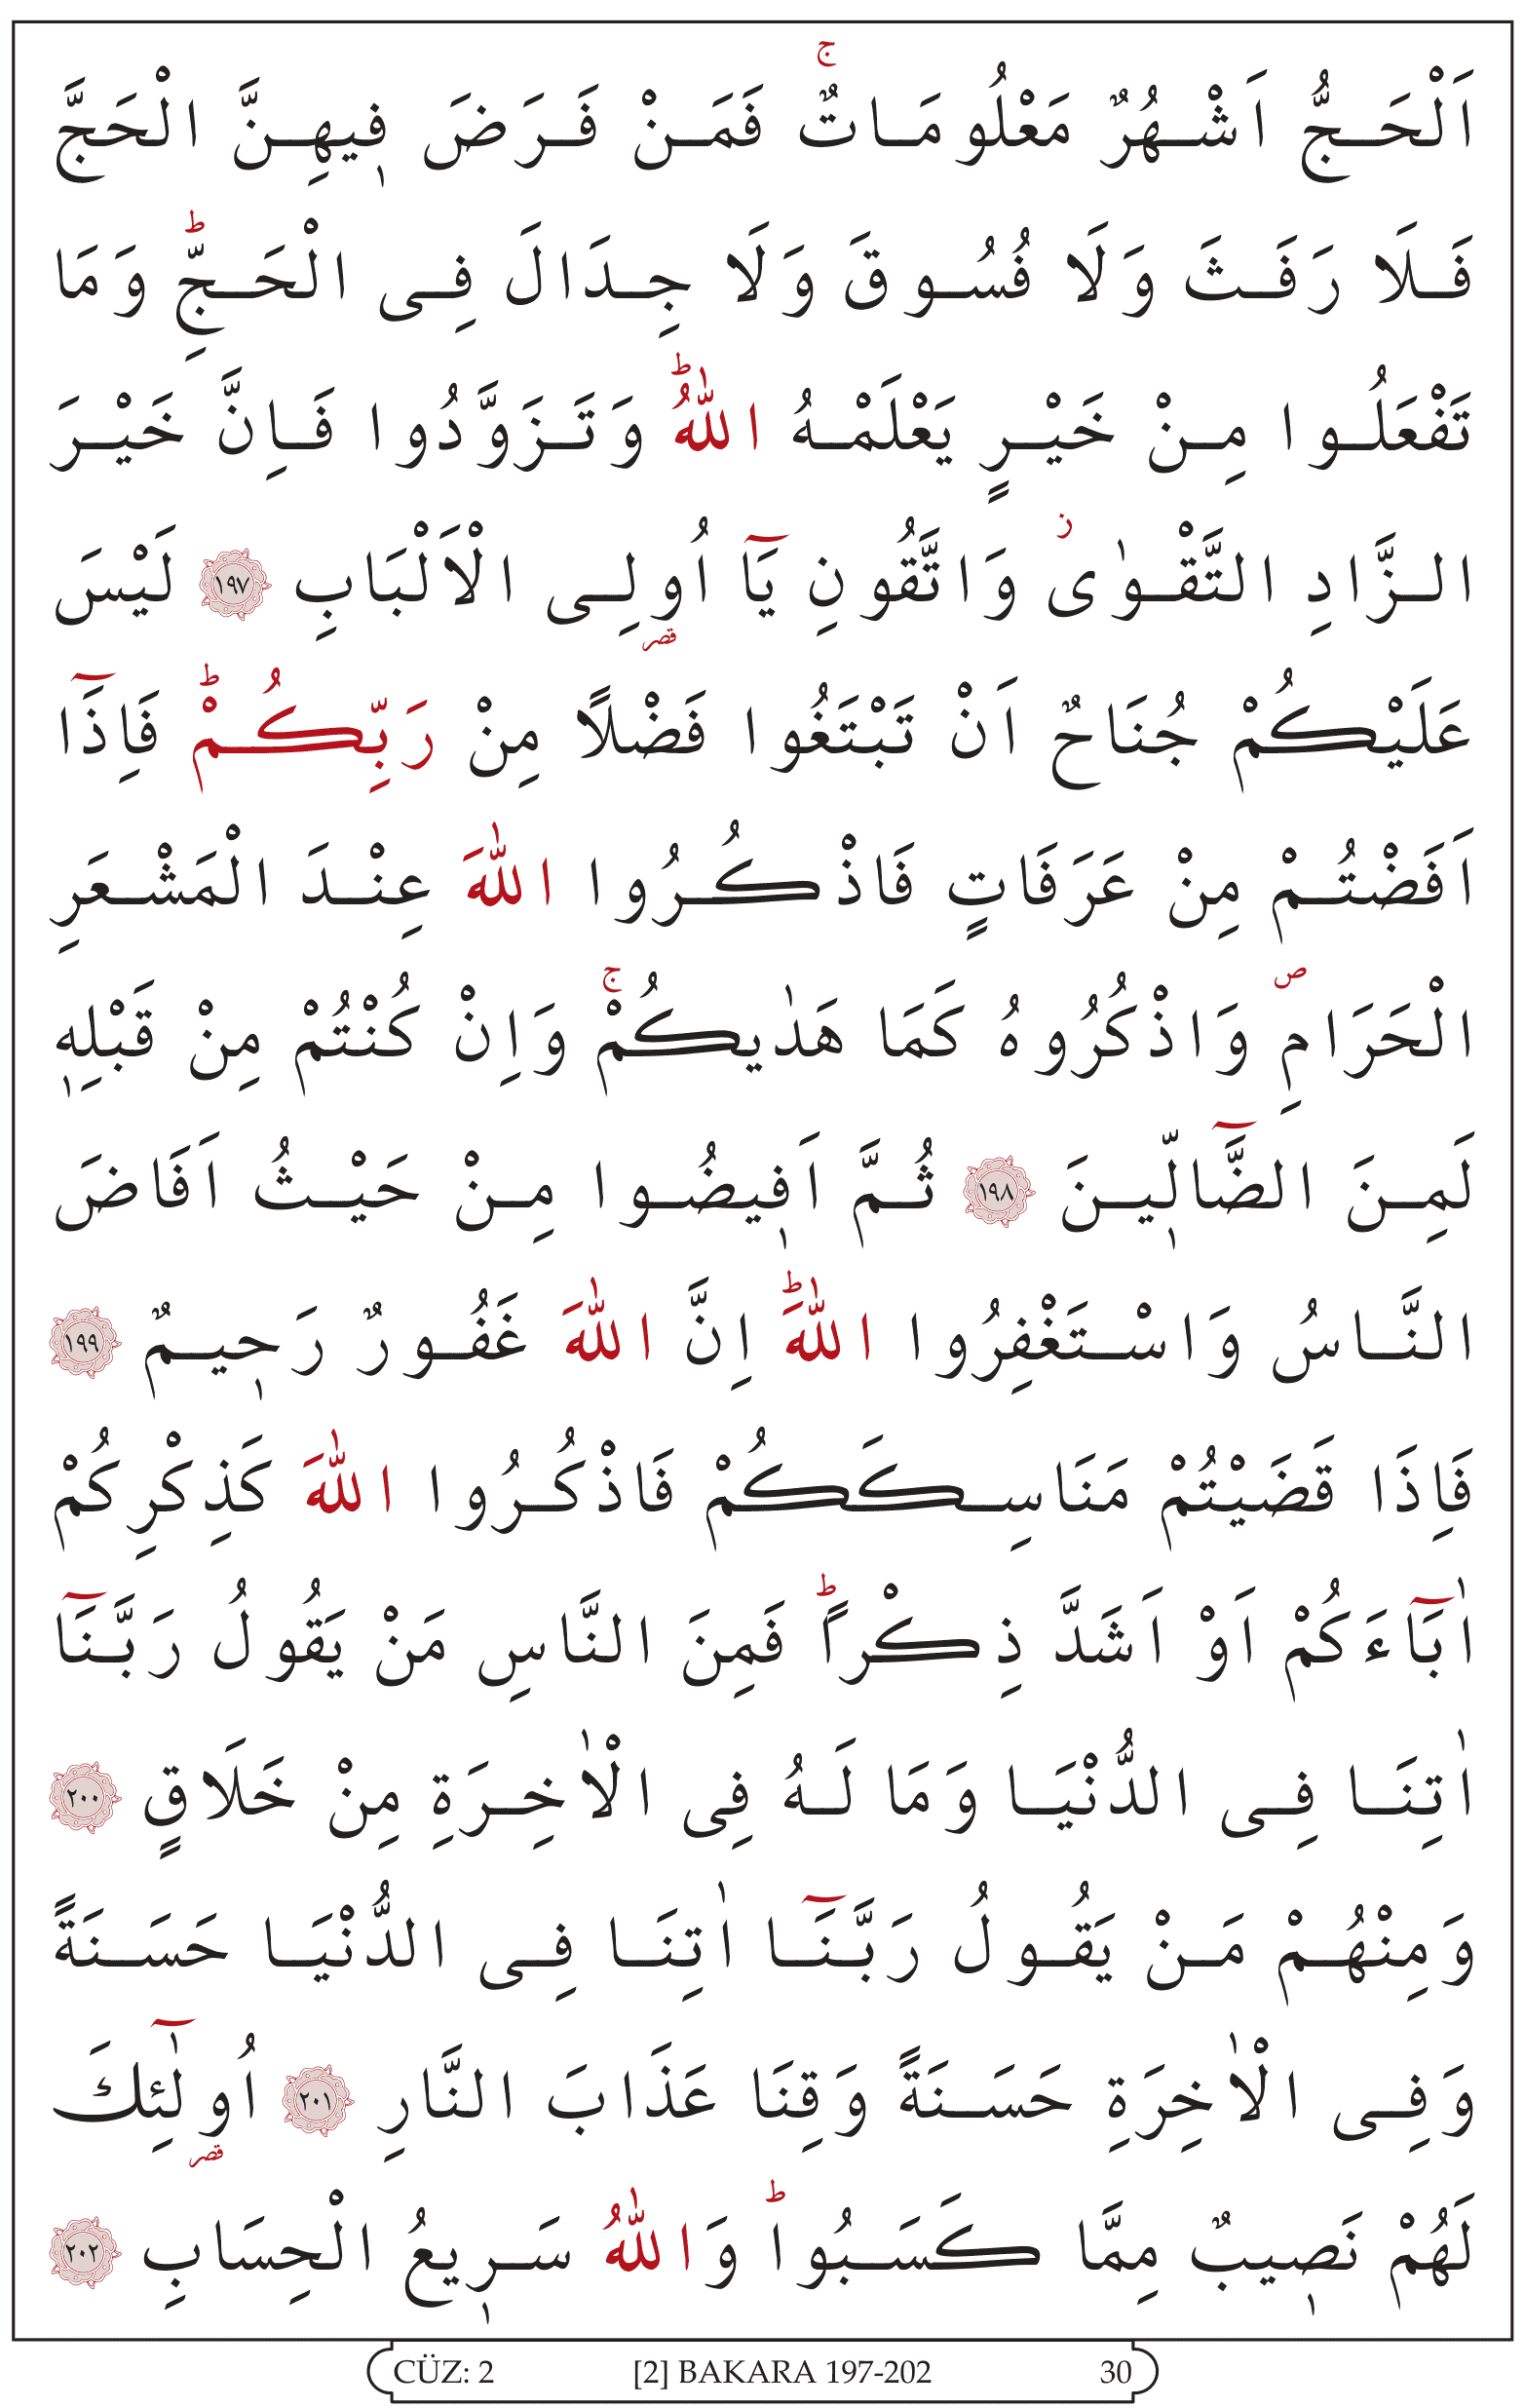 اَلْحَجُّ اَشْهُرٌ مَعْلُومَاتٌۚ فَمَنْ فَرَضَ ف۪يهِنَّ الْحَجَّ
فَلَا رَفَثَ وَلَا فُسُوقَ وَلَا جِدَالَ فِى الْحَجِّۜ وَمَا
تَفْعَلُوا مِنْ خَيْرٍ يَعْلَمْهُ اللّٰهُؕ وَتَزَوَّدُوا فَاِنَّ خَيْرَ
الزَّادِ التَّقْوٰىؗ وَاتَّقُونِ يَٓا اُو۬لِى الْاَلْبَابِ ﴿١٩٧﴾ لَيْسَ
عَلَيْكُمْ جُنَاحٌ اَنْ تَبْتَغُوا فَضْلًا مِنْ رَبِّكُمْؕ فَاِذَٓا
اَفَضْتُمْ مِنْ عَرَفَاتٍ فَاذْكُرُوا اللّٰهَ عِنْدَ الْمَشْعَرِ
الْحَرَامِۖ وَاذْكُرُوهُ كَمَا هَدٰيكُمْۚ وَاِنْ كُنْتُمْ مِنْ قَبْلِه۪
لَمِنَ الضَّٓالّ۪ينَ ﴿١٩٨﴾ ثُمَّ اَف۪يضُوا مِنْ حَيْثُ اَفَاضَ
النَّاسُ وَاسْتَغْفِرُوا اللّٰهَؕ اِنَّ اللّٰهَ غَفُورٌ رَح۪يمٌ ﴿١٩٩﴾
فَاِذَا قَضَيْتُمْ مَنَاسِكَكُمْ فَاذْكُرُوا اللّٰهَ كَذِكْرِكُمْ
اٰبَٓاءَكُمْ اَوْ اَشَدَّ ذِكْراًؕ فَمِنَ النَّاسِ مَنْ يَقُولُ رَبَّنَٓا
اٰتِنَا فِى الدُّنْيَا وَمَا لَهُ فِى الْاٰخِرَةِ مِنْ خَلَاقٍ ﴿٢٠٠﴾
وَمِنْهُمْ مَنْ يَقُولُ رَبَّنَٓا اٰتِنَا فِى الدُّنْيَا حَسَنَةً
وَفِى الْاٰخِرَةِ حَسَنَةً وَقِنَا عَذَابَ النَّارِ ﴿٢٠١﴾ اُو۬لٰٓئِكَ
لَهُمْ نَص۪يبٌ مِمَّا كَسَبُواؕ وَاللّٰهُ سَر۪يعُ الْحِسَابِ ﴿٢٠٢﴾
CÜZ: 2 [2] BAKARA 197-202 30